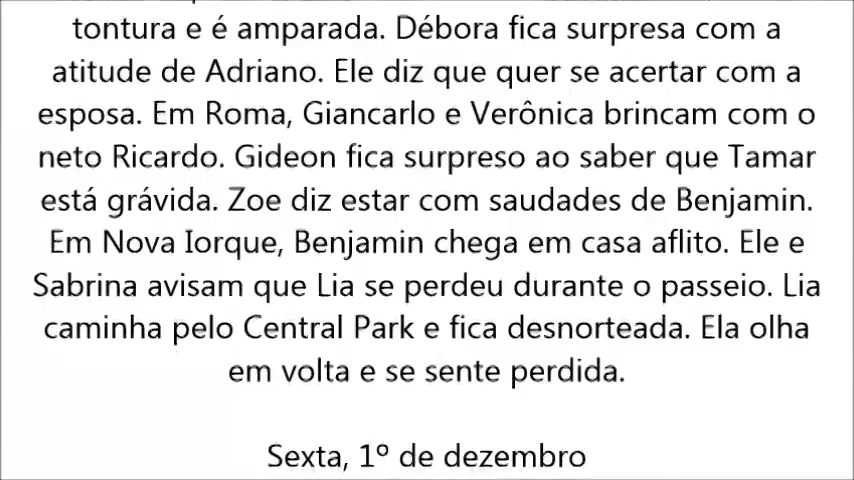 tontura e é amparada. Débora fica surpresa com a
atitude de Adriano. Ele diz que quer se acertar com a
esposa. Em Roma, Giancarlo e Verônica brincam com o
neto Ricardo. Gideon fica surpreso ao saber que Tamar
está grávida. Zoe diz estar com saudades de Benjamin.
Em Nova Iorque, Benjamin chega em casa aflito. Ele e
Sabrina avisam que Lia se perdeu durante o passeio. Lia
caminha pelo Central Park e fica desnorteada. Ela olha
em volta e se sente perdida.
Sexta, 1º de dezembro